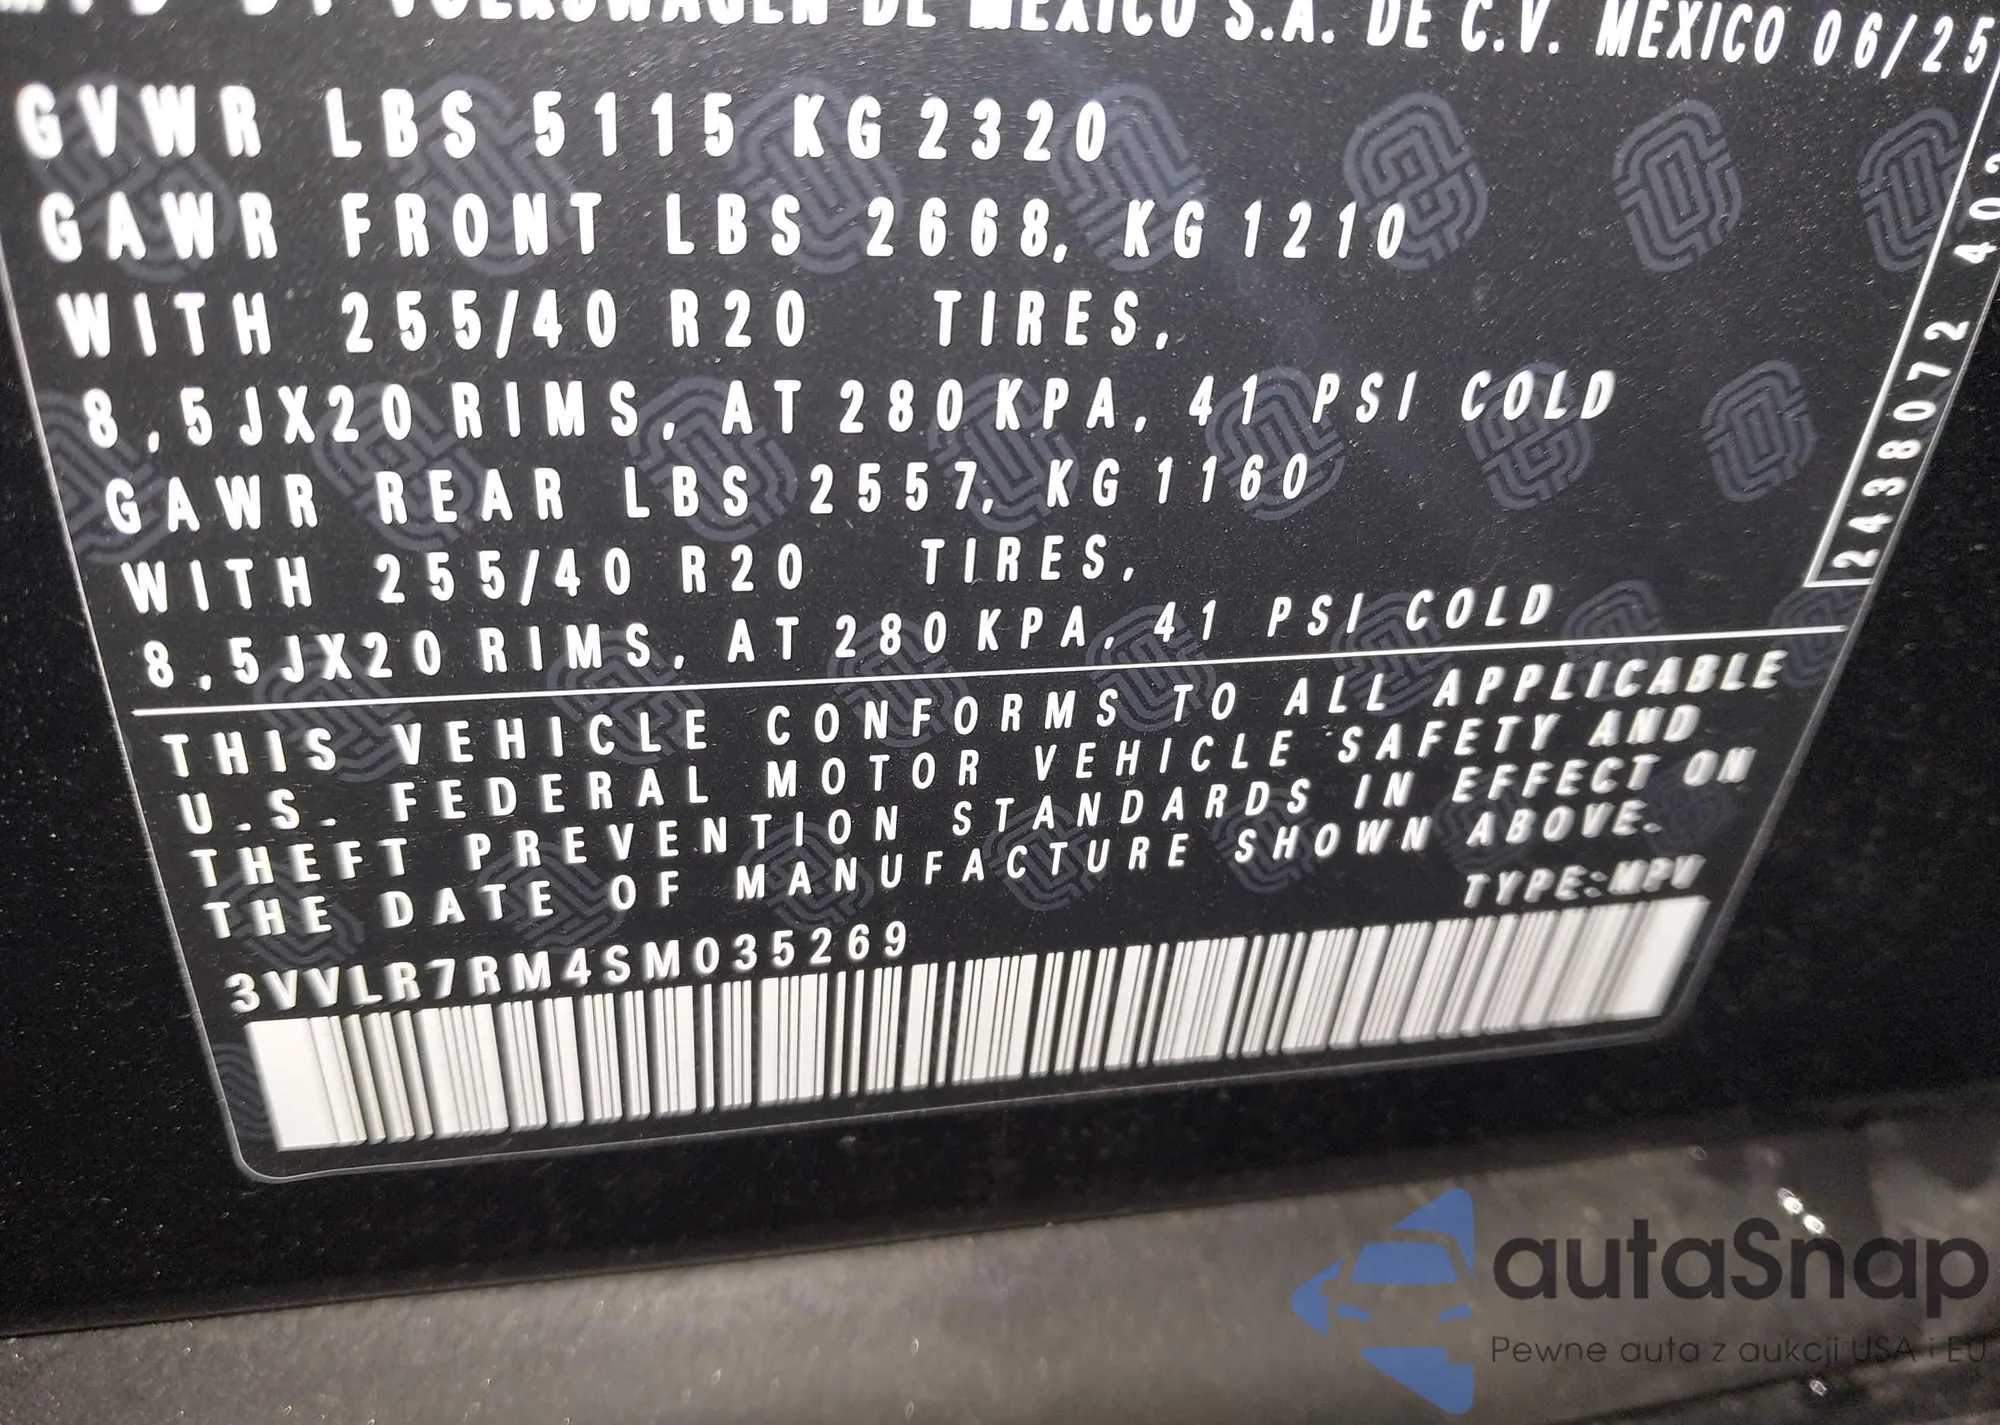 VOLKSWAGEN DE MEXICO S.A. DE C.V. MEXICO 06/25
GVWR LBS 5115 KG 2320
GAWR FRONT LBS 2668, KG 1210
WITH 255/40 R20 TIRES,
8,5JX20 RIMS, AT 280 KPA, 41 PSI COLD
GAWR REAR LBS 2557, KG 1160
WITH 255/40 R20 TIRES,
8,5JX20 RIMS, AT 280 KPA, 41 PSI COLD
2438072
THIS VEHICLE CONFORMS TO ALL APPLICABLE
U.S. FEDERAL MOTOR VEHICLE SAFETY AND
THEFT PREVENTION STANDARDS IN EFFECT ON
THE DATE OF MANUFACTURE SHOWN ABOVE.
TYPE:MPV
3VVLR7RM4SM035269
autaSnap
Pewne auta z aukcji USA i EU